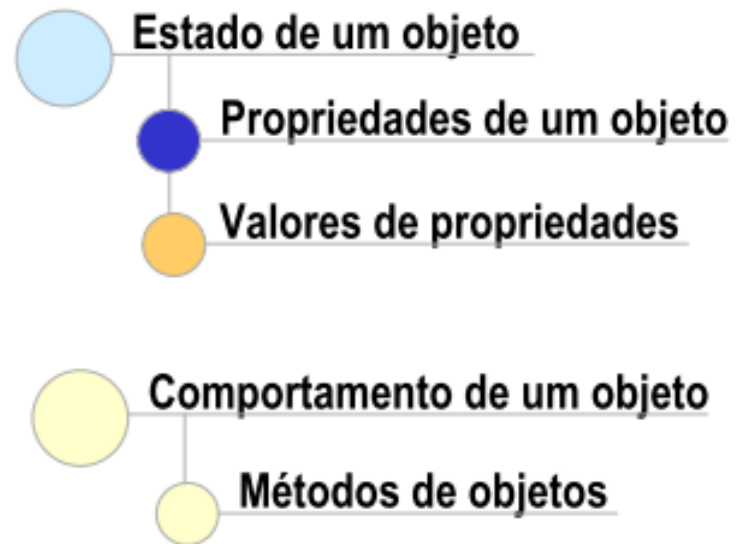 Estado de um objeto
Propriedades de um objeto
Valores de propriedades
Comportamento de um objeto
Métodos de objetos